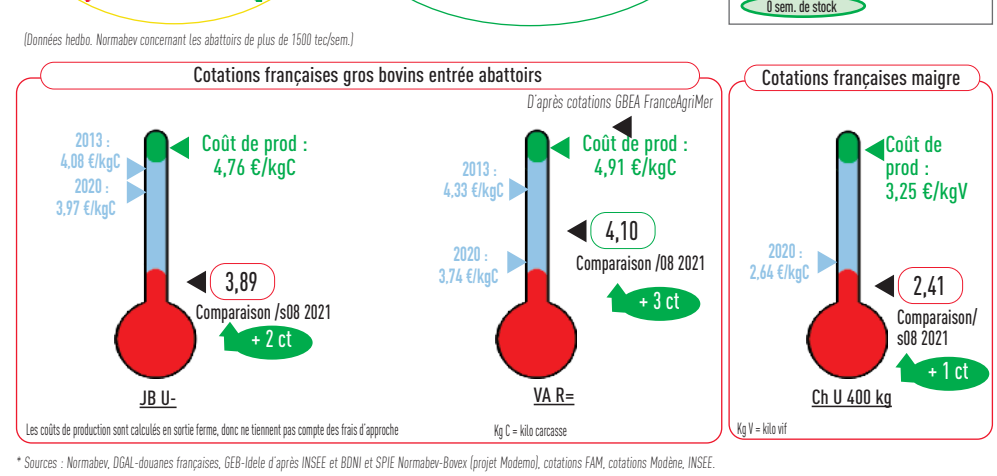 0 sem. de stock
(Données hedbo. Normabev concernant les abattoirs de plus de 1500 tec/sem.)
Cotations françaises gros bovins entrée abattoirs
D'après cotations GBEA FranceAgriMer
2013 :
4,08 €/kgC
2020 :
3,97 €/kgC
Coût de prod :
4,76 €/kgC
3,89
Comparaison /s08 2021
+ 2 ct
JB U-
2013 :
4,33 €/kgC
2020 :
3,74 €/kgC
Coût de prod :
4,91 €/kgC
4,10
Comparaison /08 2021
+ 3 ct
VA R=
Les coûts de production sont calculés en sortie ferme, donc ne tiennent pas compte des frais d'approche
Kg C = kilo carcasse
Cotations françaises maigre
Coût de
prod :
3,25 €/kgV
2020 :
2,64 €/kgC
2,41
Comparaison/
s08 2021
+ 1 ct
Ch U 400 kg
Kg V = kilo vif
* Sources : Normabev, DGAL-douanes françaises, GEB-Idele d'après INSEE et BDNI et SPIE Normabev-Bovex (projet Modemo), cotations FAM, cotations Modène, INSEE.